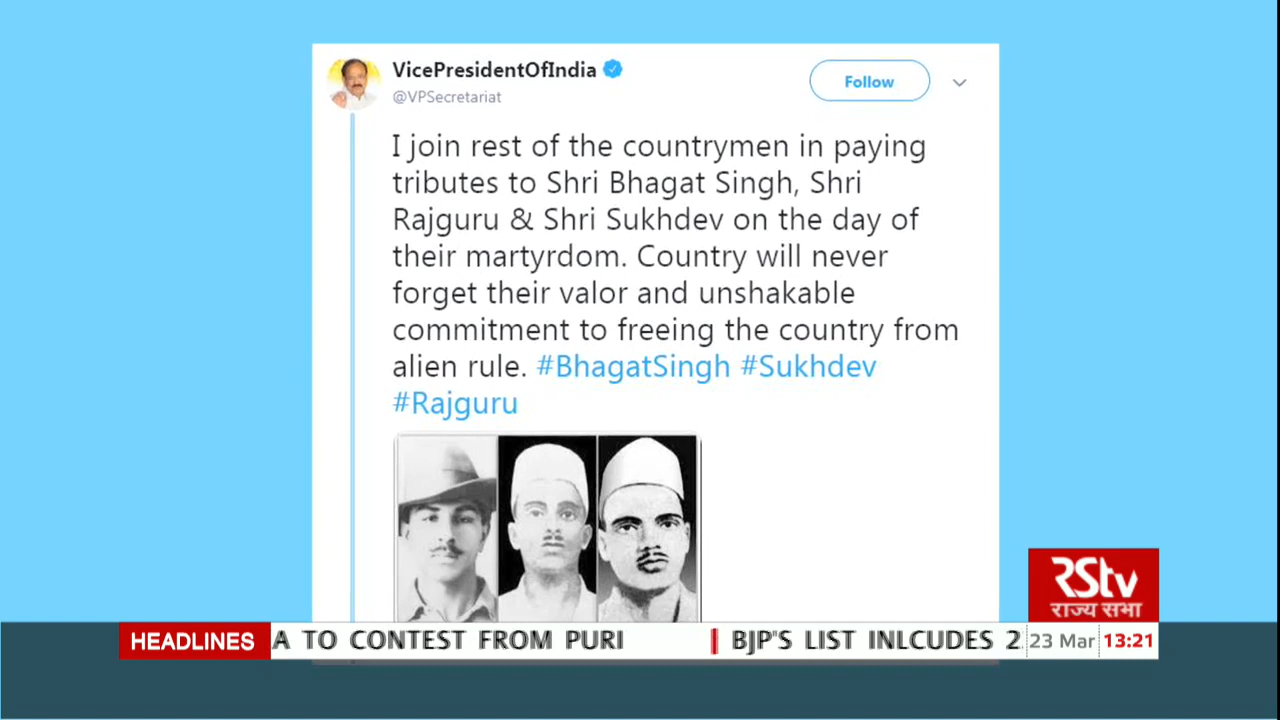 VicePresidentOfIndia
@VPSecretariat
Follow
I join rest of the countrymen in paying
tributes to Shri Bhagat Singh, Shri
Rajguru & Shri Sukhdev on the day of
their martyrdom. Country will never
forget their valor and unshakable
commitment to freeing the country from
alien rule. #BhagatSingh #Sukhdev
#Rajguru
RStv
राज्य सभा
HEADLINES A TO CONTEST FROM PURI | BJP'S LIST INLCUDES 2 23 Mar 13:21